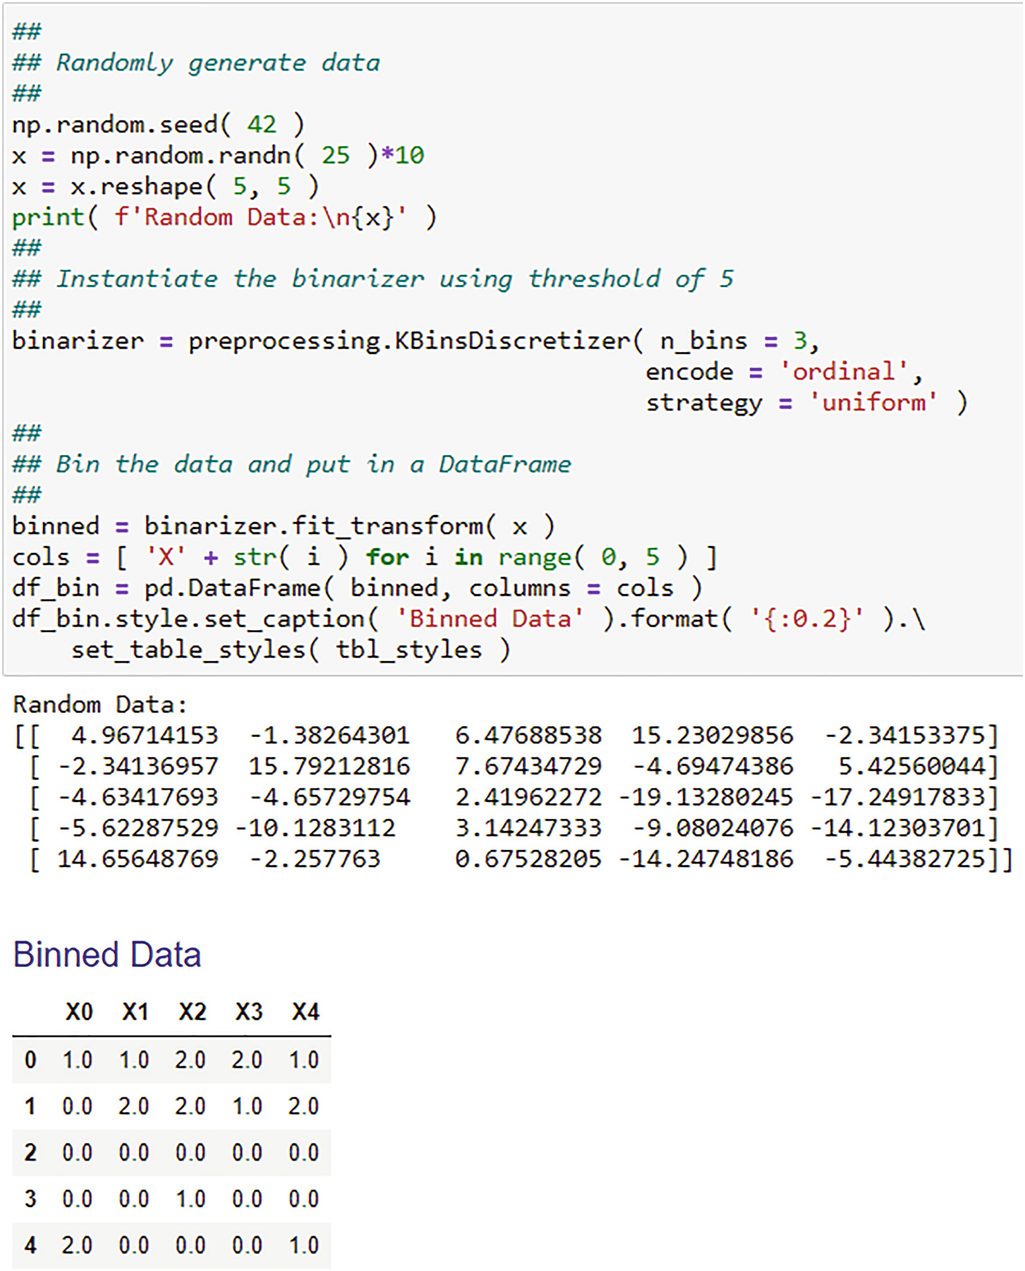 ##
## Randomly generate data
##
np.random.seed( 42 )
x = np.random.randn( 25 )*10
x = x.reshape( 5, 5 )
print( f'Random Data:\n{x}' )
##
## Instantiate the binarizer using threshold of 5
##
binarizer = preprocessing.KBinsDiscretizer( n_bins = 3,
                                           encode = 'ordinal',
                                           strategy = 'uniform' )
##
## Bin the data and put in a DataFrame
##
binned = binarizer.fit_transform( x )
cols = [ 'X' + str( i ) for i in range( 0, 5 ) ]
df_bin = pd.DataFrame( binned, columns = cols )
df_bin.style.set_caption( 'Binned Data' ).format( '{:0.2}' ).\
    set_table_styles( tbl_styles )
Random Data:
[[  4.96714153  -1.38264301   6.47688538  15.23029856  -2.34153375]
 [ -2.34136957  15.79212816   7.67434729  -4.69474386   5.42560044]
 [ -4.63417693  -4.65729754   2.41962272 -19.13280245 -17.24917833]
 [ -5.62287529 -10.1283112    3.14247333  -9.08024076 -14.12303701]
 [ 14.65648769  -2.257763     0.67528205 -14.24748186  -5.44382725]]
Binned Data
X0 X1 X2 X3 X4
0 1.0 1.0 2.0 2.0 1.0
1 0.0 2.0 2.0 1.0 2.0
2 0.0 0.0 0.0 0.0 0.0
3 0.0 0.0 1.0 0.0 0.0
4 2.0 0.0 0.0 0.0 1.0